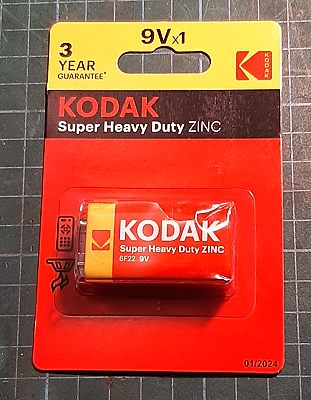 9V x1
3
YEAR
GUARANTEE*
KODAK
KODAK
Super Heavy Duty ZINC
KODAK
Super Heavy Duty ZINC
6F22 9V
01/2024